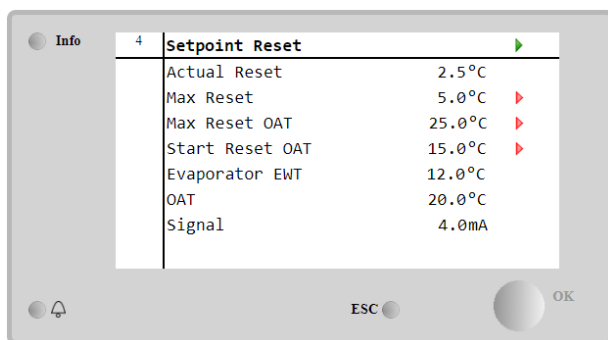 Info
4 Setpoint Reset
Actual Reset 2.5°C
Max Reset 5.0°C
Max Reset OAT 25.0°C
Start Reset OAT 15.0°C
Evaporator EWT 12.0°C
OAT 20.0°C
Signal 4.0mA
OK
ESC